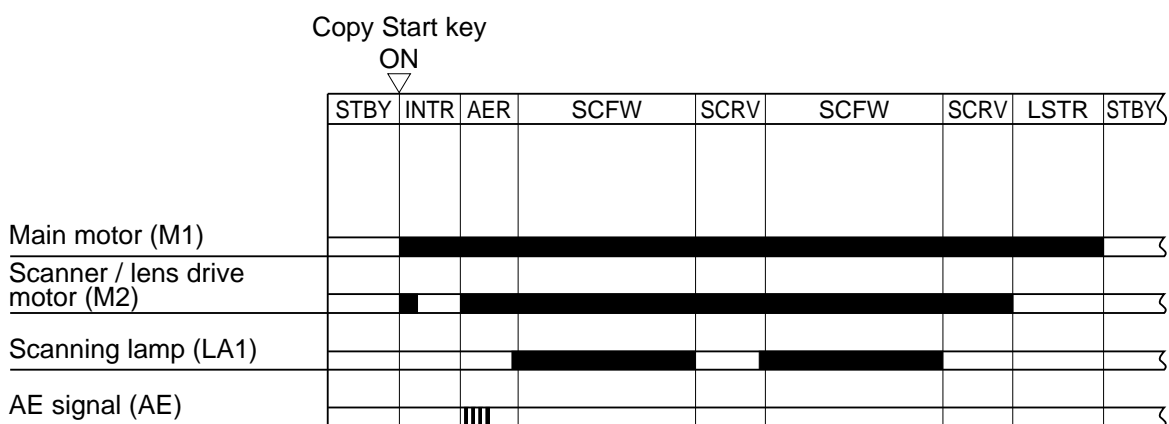 Copy Start key
ON
STBY INTR AER SCFW SCRV SCFW SCRV LSTR STBY
Main motor (M1)
Scanner / lens drive
motor (M2)
Scanning lamp (LA1)
AE signal (AE)